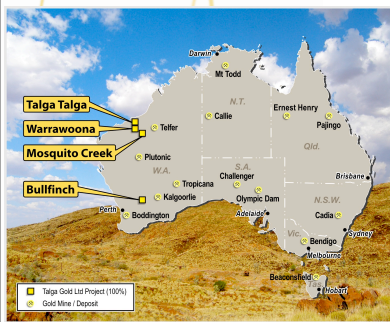 Darwin
Mt Todd
N.T.
Talga Talga
Warrawoona
Mosquito Creek
Telfer
Callie
Ernest Henry
Pajingo
Qld.
Plutonic
W.A.
Tropicana
S.A.
Challenger
Brisbane
Bullfinch
Kalgoorlie
Olympic Dam
N.S.W.
Perth
Boddington
Adelaide
Cadia
Sydney
Vic.
Bendigo
Melbourne
Beaconsfield
Tas.
Hobart
Talga Gold Ltd Project (100%)
Gold Mine / Deposit